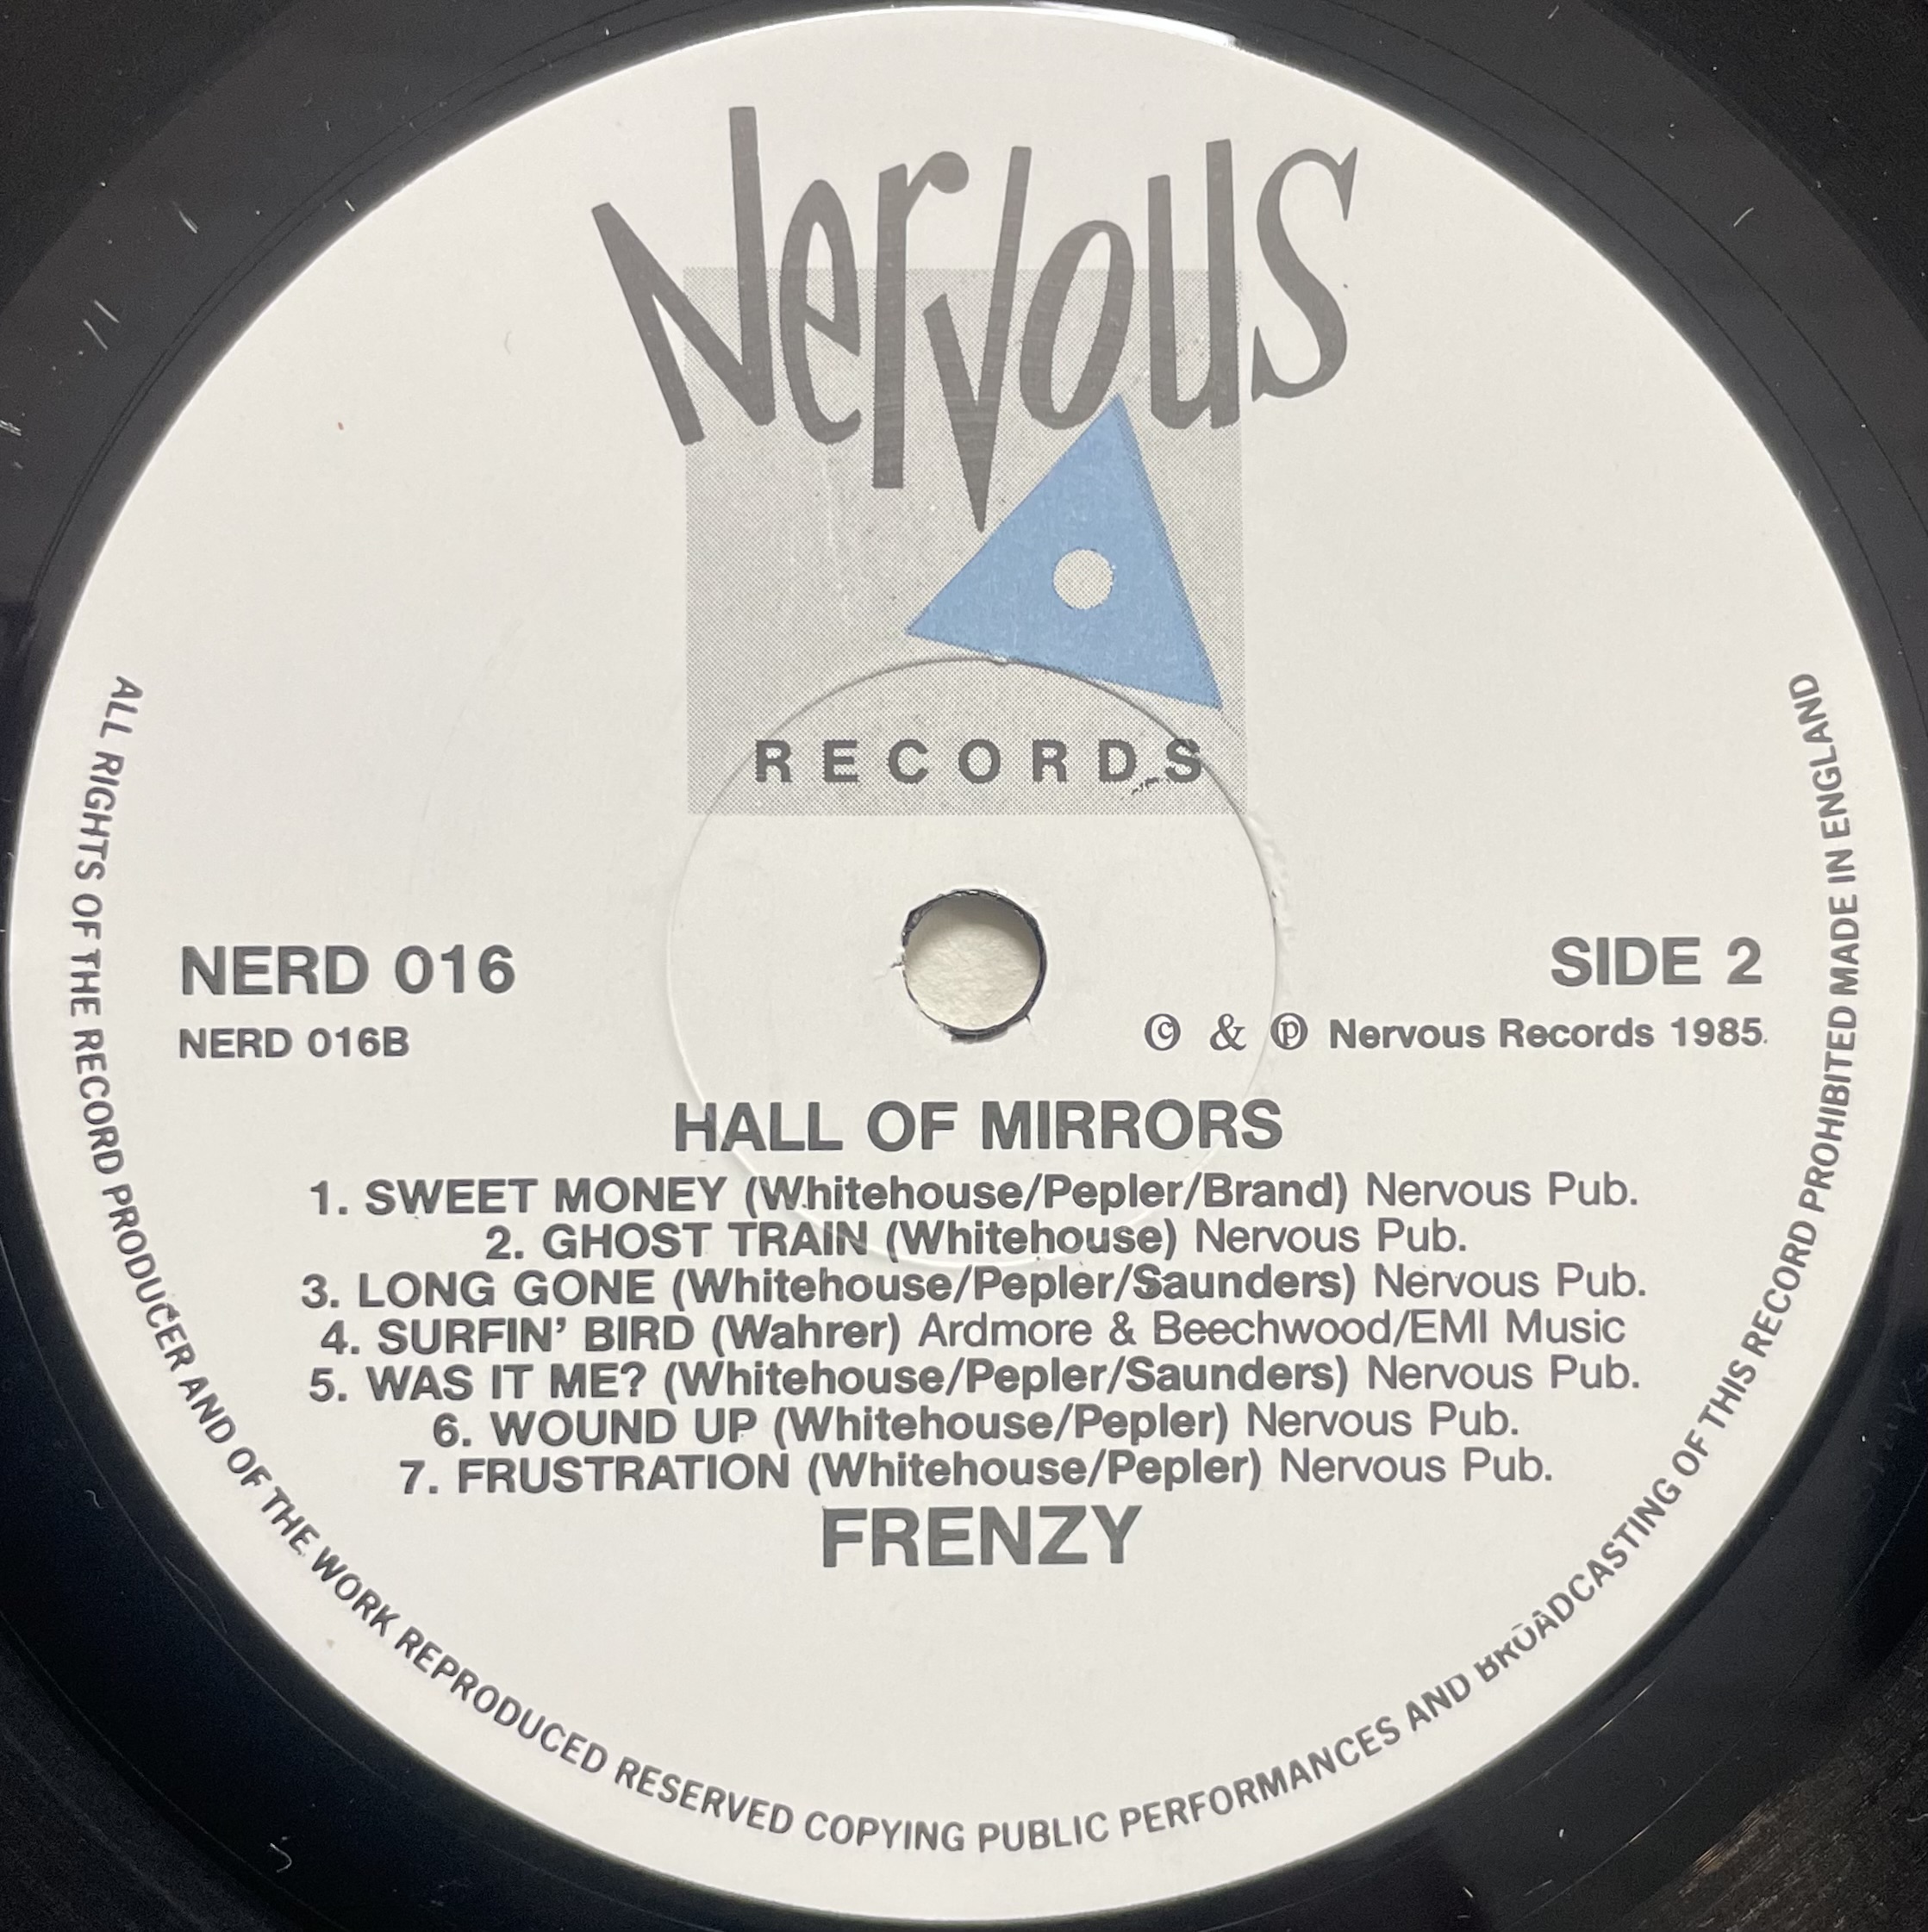 Nervous
RECORDS
NERD 016
NERD 016B
SIDE 2
© & ℗ Nervous Records 1985.
HALL OF MIRRORS
1. SWEET MONEY (Whitehouse/Pepler/Brand) Nervous Pub.
2. GHOST TRAIN (Whitehouse) Nervous Pub.
3. LONG GONE (Whitehouse/Pepler/Saunders) Nervous Pub.
4. SURFIN' BIRD (Wahrer) Ardmore & Beechwood/EMI Music
5. WAS IT ME? (Whitehouse/Pepler/Saunders) Nervous Pub.
6. WOUND UP (Whitehouse/Pepler) Nervous Pub.
7. FRUSTRATION (Whitehouse/Pepler) Nervous Pub.
FRENZY
ALL RIGHTS OF THE RECORD PRODUCER AND OF THE WORK REPRODUCED RESERVED COPYING PUBLIC PERFORMANCES AND BROADCASTING OF THIS RECORD PROHIBITED MADE IN ENGLAND